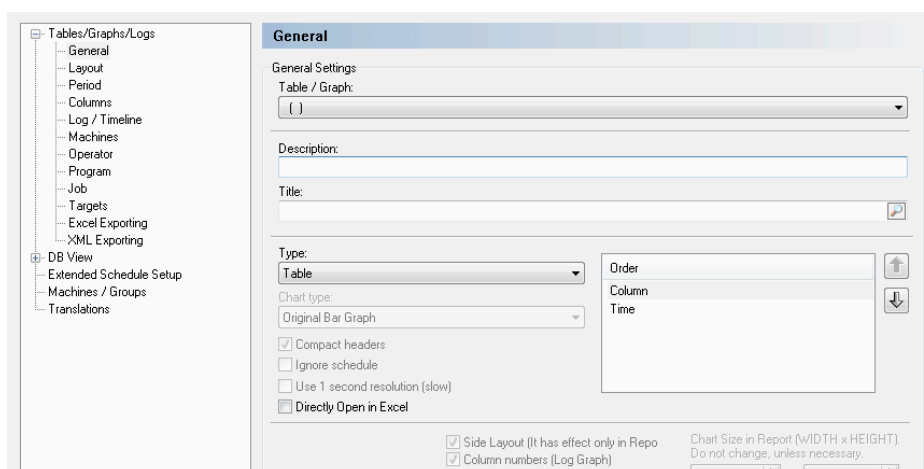 Tables/Graphs/Logs
General
Layout
Period
Columns
Log / Timeline
Machines
Operator
Program
Job
Targets
Excel Exporting
XML Exporting
DB View
Extended Schedule Setup
Machines / Groups
Translations
General
General Settings
Table / Graph:
( )
Description:
Title:
Type:
Table
Chart type:
Original Bar Graph
Compact headers
Ignore schedule
Use 1 second resolution (slow)
Directly Open in Excel
Order
Column
Time
Side Layout (It has effect only in Repo
Column numbers (Log Graph)
Chart Size in Report (WIDTH x HEIGHT).
Do not change, unless necessary.